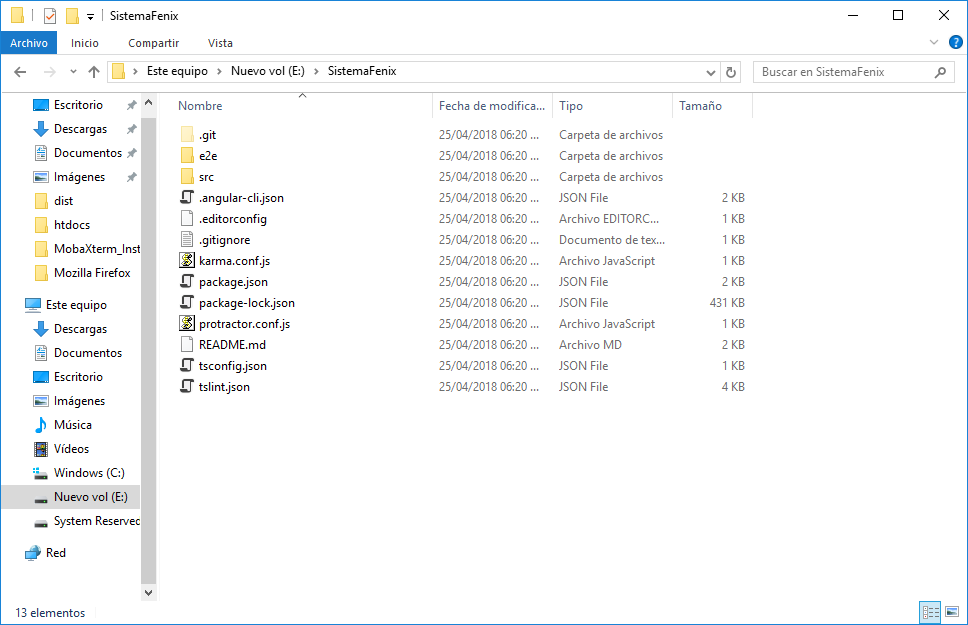 SistemaFenix
Archivo Inicio Compartir Vista
Este equipo Nuevo vol (E:) SistemaFenix
Buscar en SistemaFenix
Escritorio
Descargas
Documentos
Imágenes
dist
htdocs
MobaXterm_Inst
Mozilla Firefox
Este equipo
Descargas
Documentos
Escritorio
Imágenes
Música
Vídeos
Windows (C:)
Nuevo vol (E:)
System Reserved
Red
Nombre Fecha de modifica... Tipo Tamaño
.git 25/04/2018 06:20 ... Carpeta de archivos
e2e 25/04/2018 06:20 ... Carpeta de archivos
src 25/04/2018 06:20 ... Carpeta de archivos
.angular-cli.json 25/04/2018 06:20 ... JSON File 2 KB
.editorconfig 25/04/2018 06:20 ... Archivo EDITORC... 1 KB
.gitignore 25/04/2018 06:20 ... Documento de tex... 1 KB
karma.conf.js 25/04/2018 06:20 ... Archivo JavaScript 1 KB
package.json 25/04/2018 06:20 ... JSON File 2 KB
package-lock.json 25/04/2018 06:20 ... JSON File 431 KB
protractor.conf.js 25/04/2018 06:20 ... Archivo JavaScript 1 KB
README.md 25/04/2018 06:20 ... Archivo MD 2 KB
tsconfig.json 25/04/2018 06:20 ... JSON File 1 KB
tslint.json 25/04/2018 06:20 ... JSON File 4 KB
13 elementos